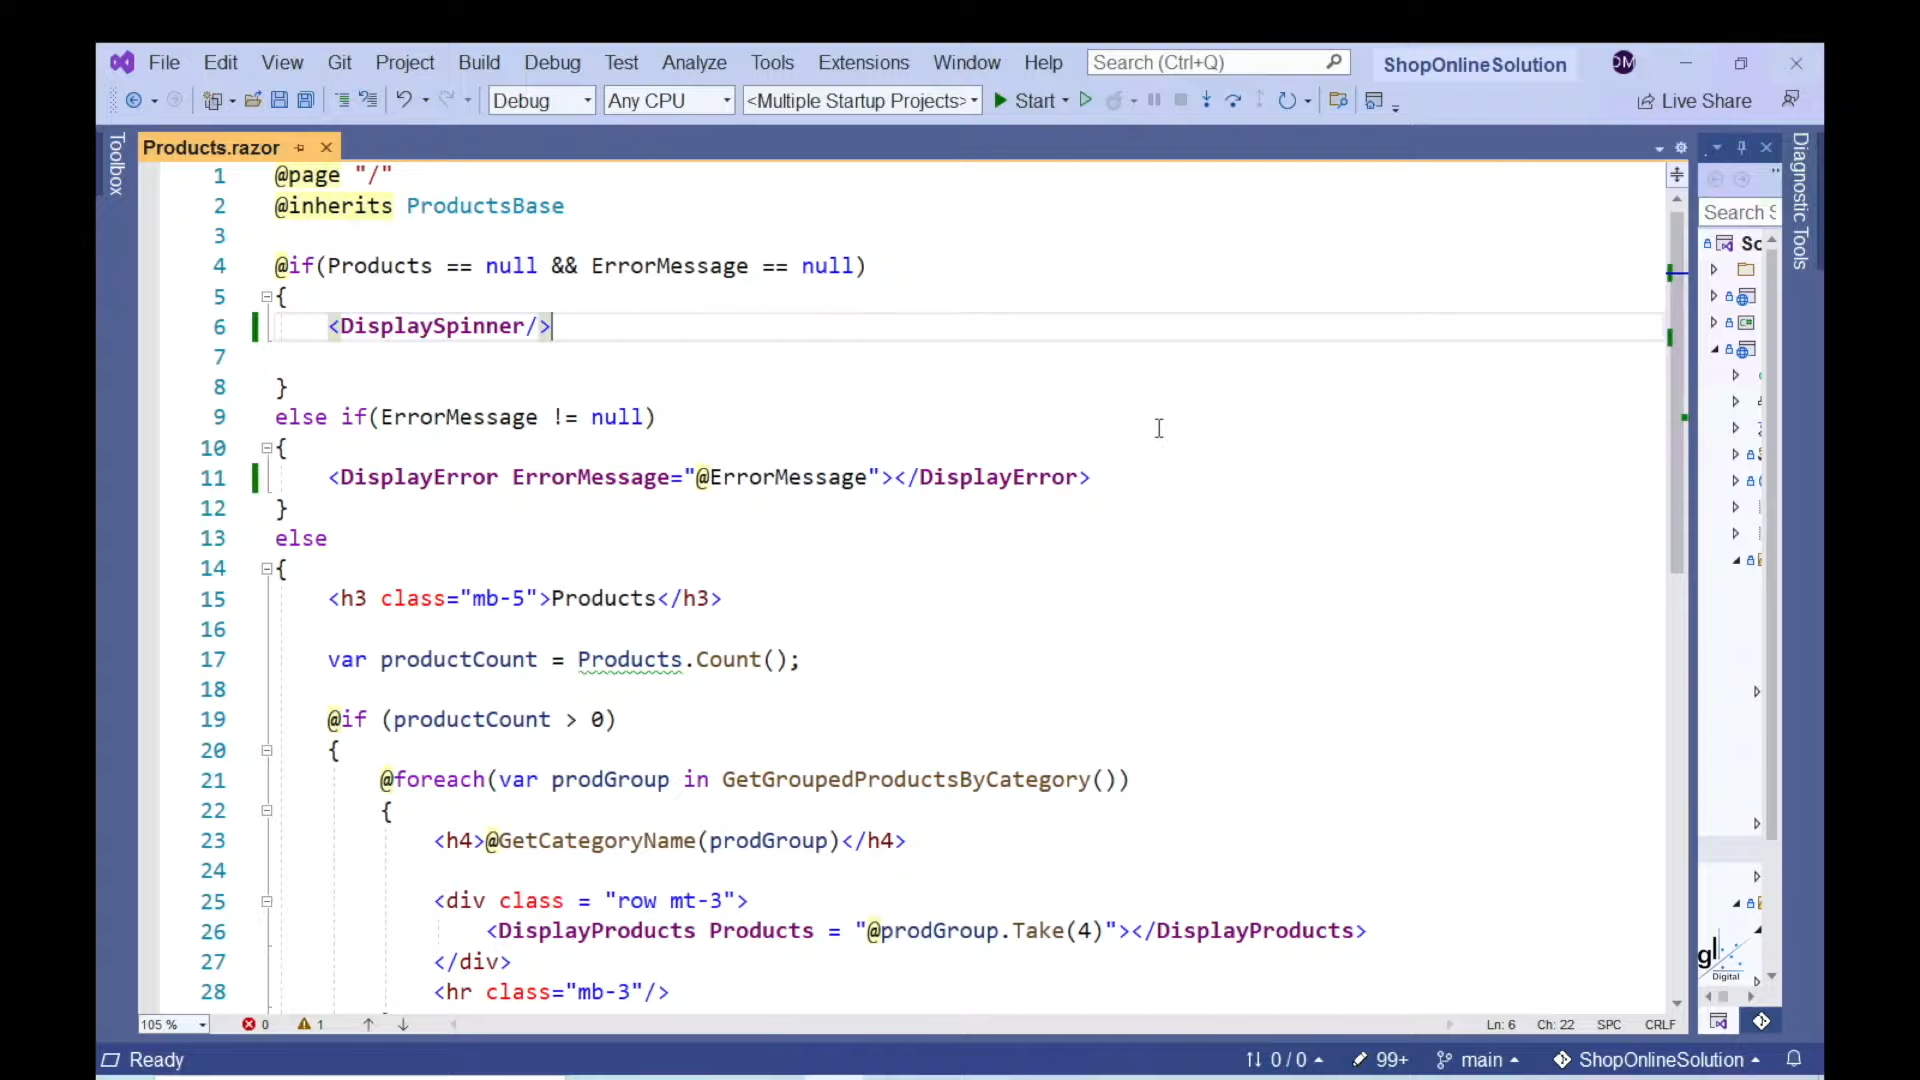 File Edit View Git Project Build Debug Test Analyze Tools Extensions Window Help Search (Ctrl+Q) ShopOnlineSolution DM
Debug Any CPU <Multiple Startup Projects> Start Live Share
Toolbox
Products.razor
Diagnostic Tools
Search S
Sc
1 @page "/"
2 @inherits ProductsBase
3
4 @if(Products == null && ErrorMessage == null)
5 {
6 <DisplaySpinner/>
7
8 }
9 else if(ErrorMessage != null)
10 {
11 <DisplayError ErrorMessage="@ErrorMessage"></DisplayError>
12 }
13 else
14 {
15 <h3 class="mb-5">Products</h3>
16
17 var productCount = Products.Count();
18
19 @if (productCount > 0)
20 {
21 @foreach(var prodGroup in GetGroupedProductsByCategory())
22 {
23 <h4>@GetCategoryName(prodGroup)</h4>
24
25 <div class = "row mt-3">
26 <DisplayProducts Products = "@prodGroup.Take(4)"></DisplayProducts>
27 </div>
28 <hr class="mb-3"/>
gl
Digital
105 % 0 1 Ln: 6 Ch: 22 SPC CRLF
Ready 0 / 0 99+ main ShopOnlineSolution